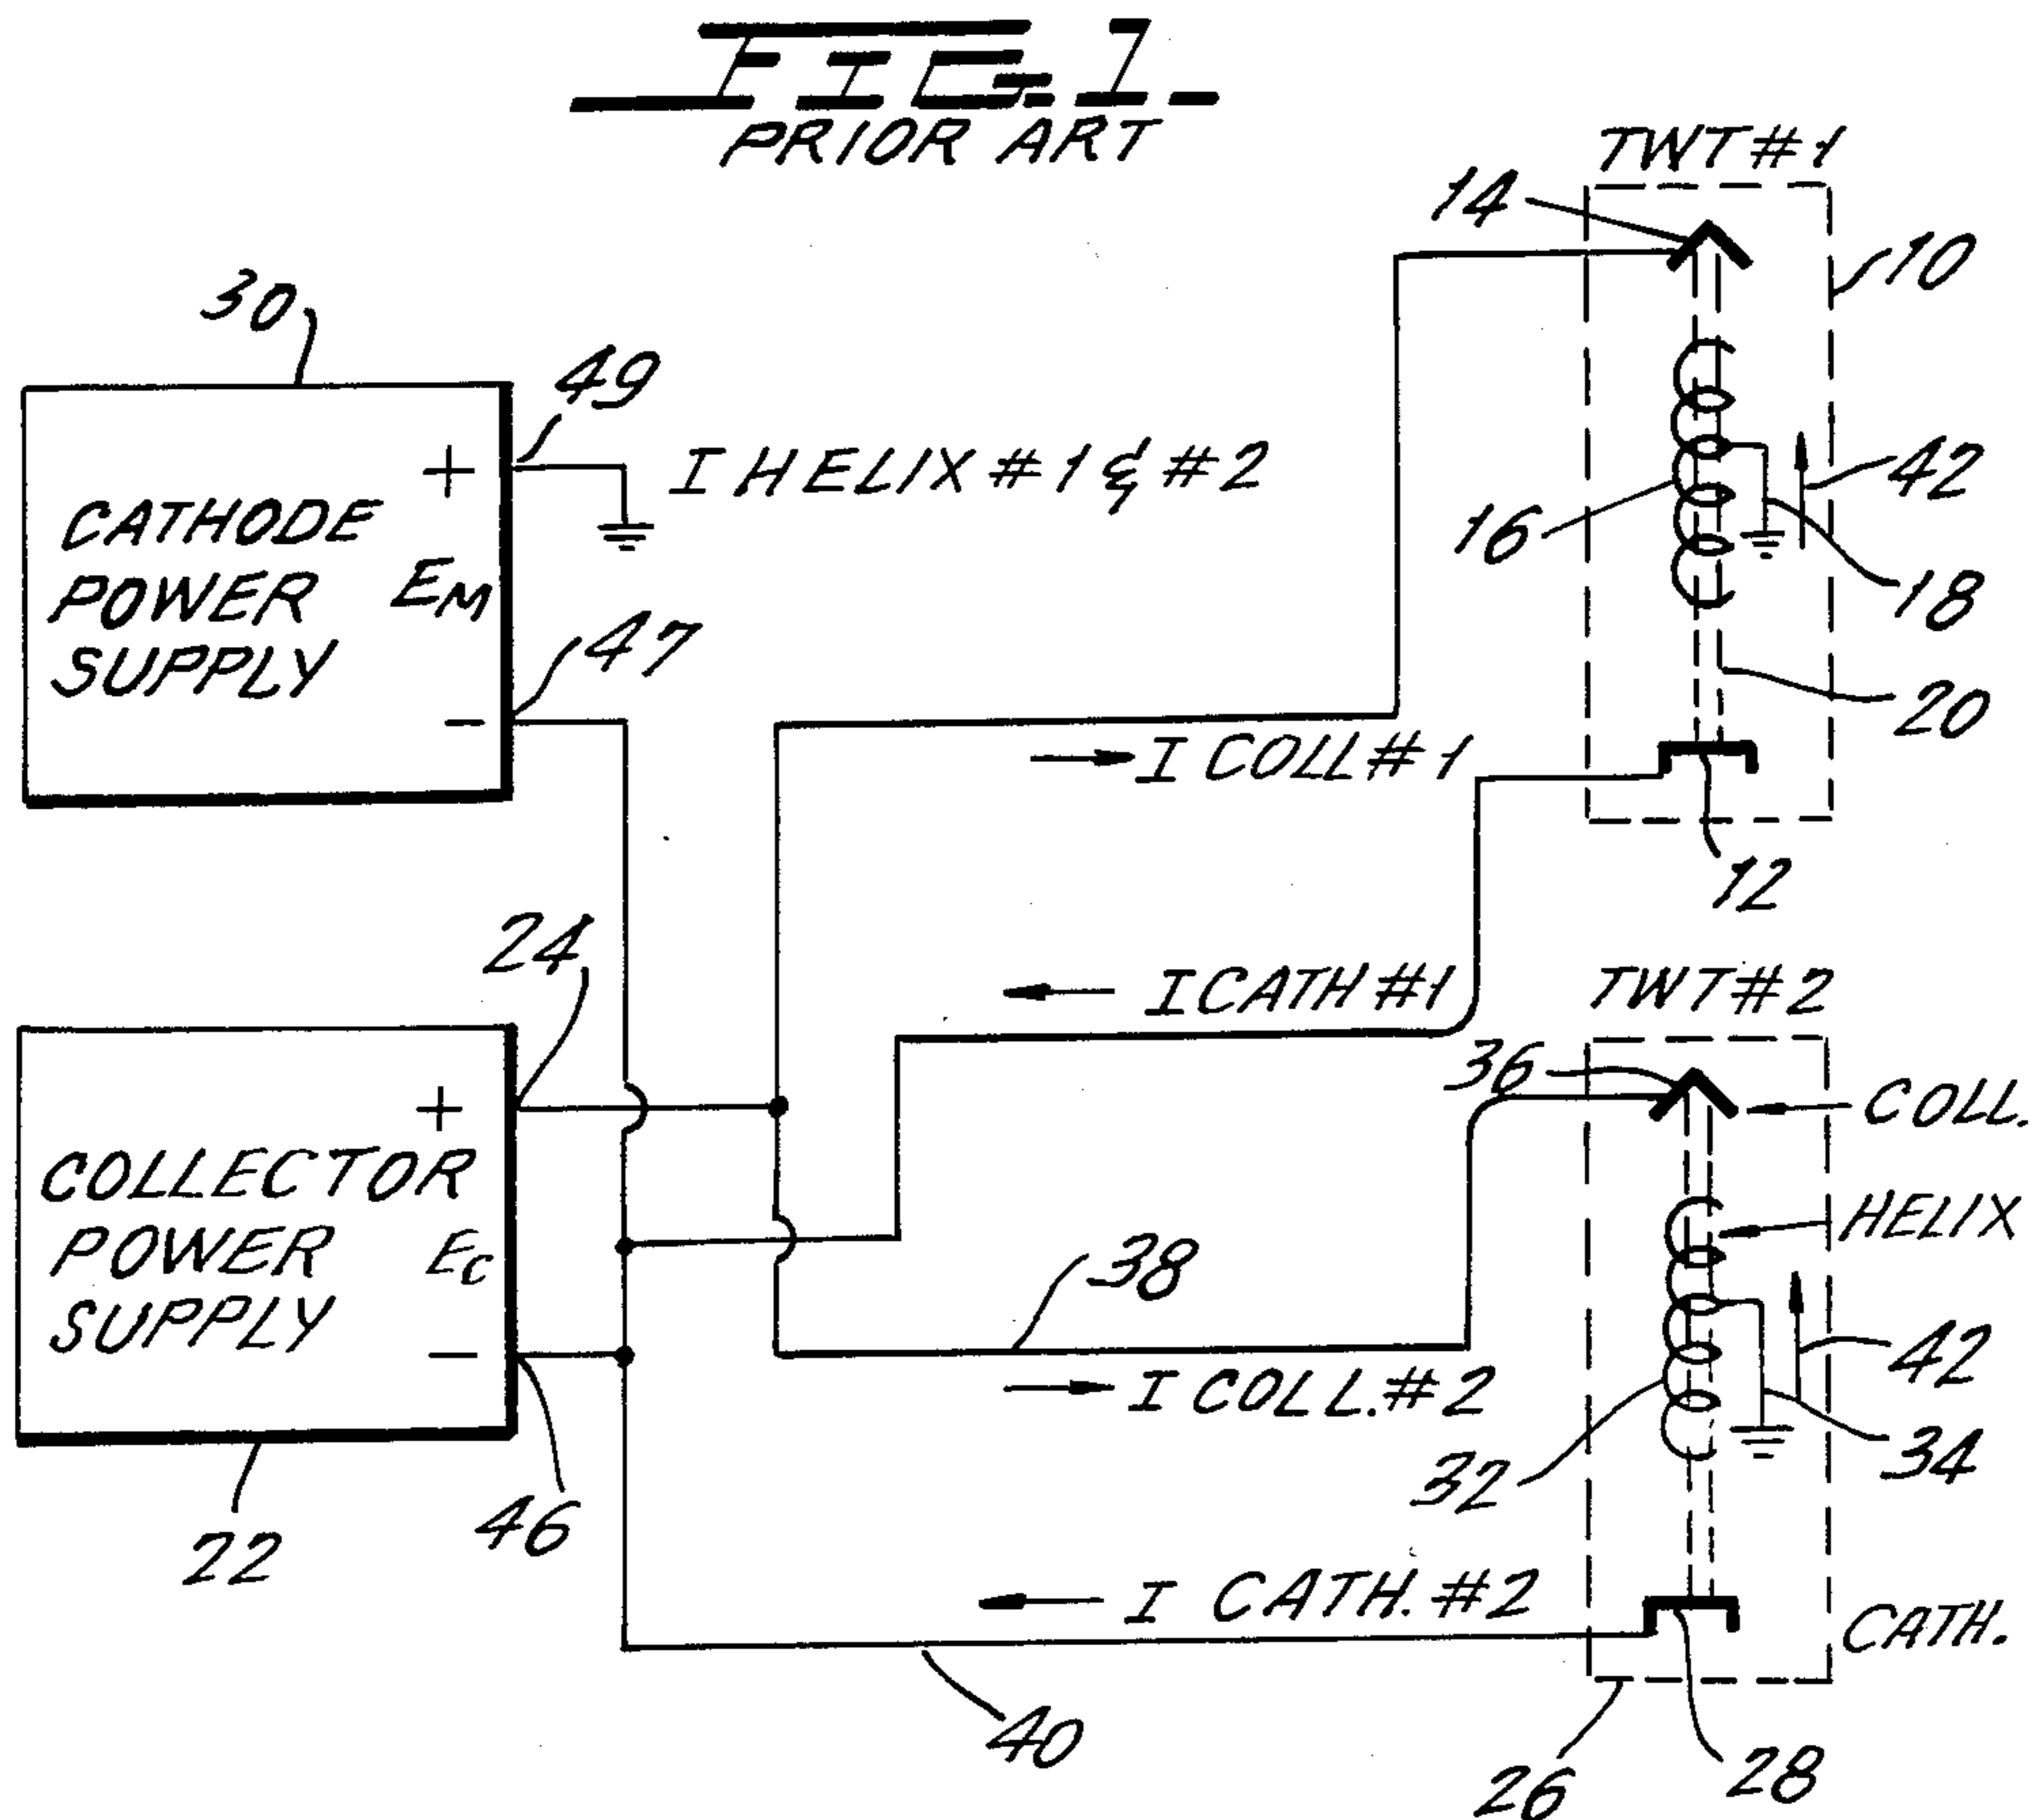 FIG. 1.
PRIOR ART
TWT #1
14
10
30
49
+
I HELIX #1 & #2
42
CATHODE
POWER
SUPPLY
EM
16
18
47
20
−
I COLL #1
12
24
I CATH #1
TWT #2
36
COLL.
+
COLLECTOR
POWER
SUPPLY
EC
HELIX
38
42
−
I COLL. #2
34
32
46
22
I CATH. #2
CATH.
40
28
26